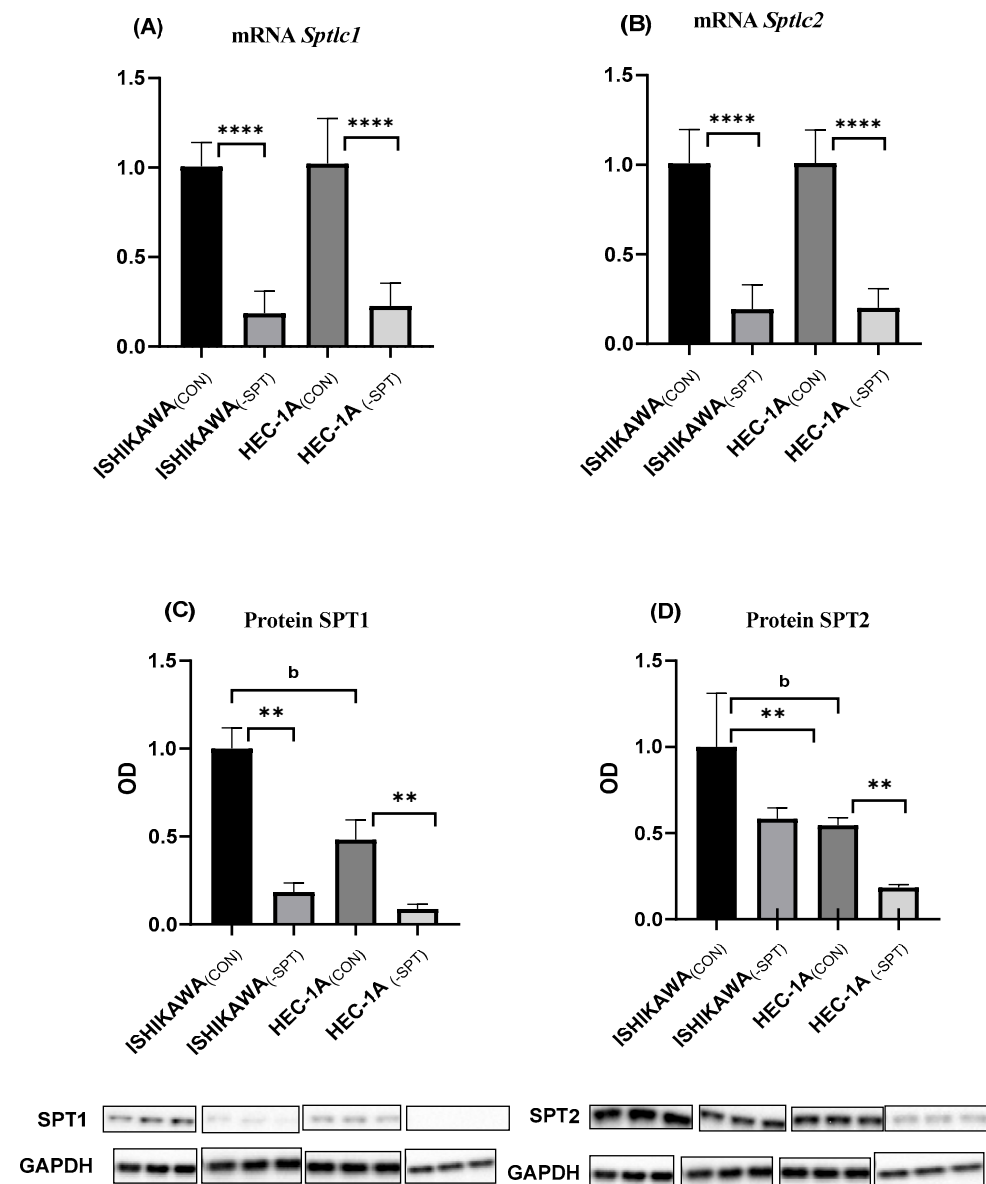 (A)
mRNA Sptlc1
1.5
1.0
0.5
0.0
****
****
ISHIKAWA(CON)
ISHIKAWA(-SPT)
HEC-1A(CON)
HEC-1A (-SPT)
(B)
mRNA Sptlc2
1.5
1.0
0.5
0.0
****
****
ISHIKAWA(CON)
ISHIKAWA(-SPT)
HEC-1A(CON)
HEC-1A (-SPT)
(C)
Protein SPT1
OD
1.5
1.0
0.5
0.0
b
**
**
ISHIKAWA(CON)
ISHIKAWA(-SPT)
HEC-1A(CON)
HEC-1A (-SPT)
SPT1
GAPDH
(D)
Protein SPT2
OD
1.5
1.0
0.5
0.0
b
**
**
ISHIKAWA(CON)
ISHIKAWA(-SPT)
HEC-1A(CON)
HEC-1A (-SPT)
SPT2
GAPDH